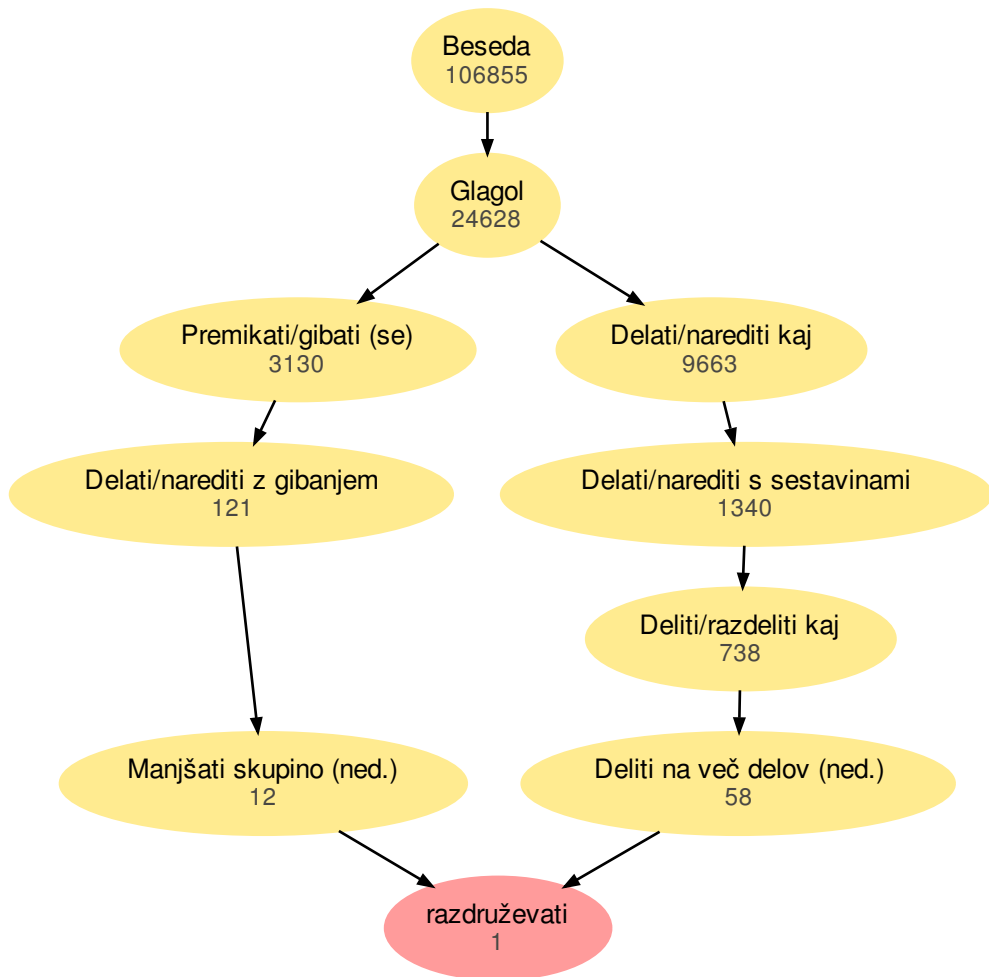 Beseda
106855
Glagol
24628
Premikati/gibati (se)
3130
Delati/narediti kaj
9663
Delati/narediti z gibanjem
121
Delati/narediti s sestavinami
1340
Deliti/razdeliti kaj
738
Manjšati skupino (ned.)
12
Deliti na več delov (ned.)
58
razdruževati
1